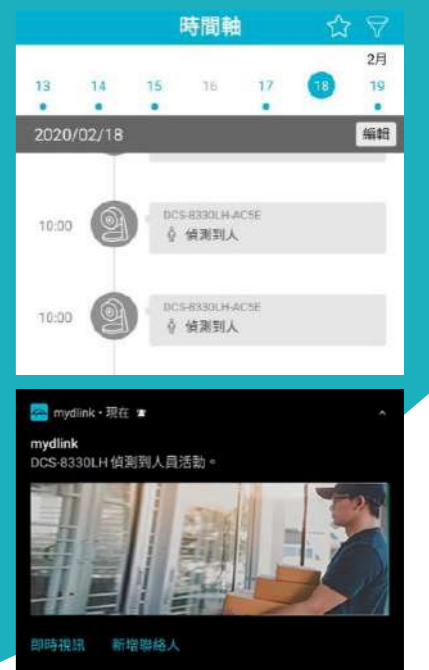 時間軸
2月
13 14 15 16 17 18 19
2020/02/18 編輯
DCS-8330LH-AC5E
10:00 偵測到人
DCS-8330LH-AC5E
10:00 偵測到人
mydlink・現在
mydlink
DCS-8330LH 偵測到人員活動。
即時視訊 新增聯絡人